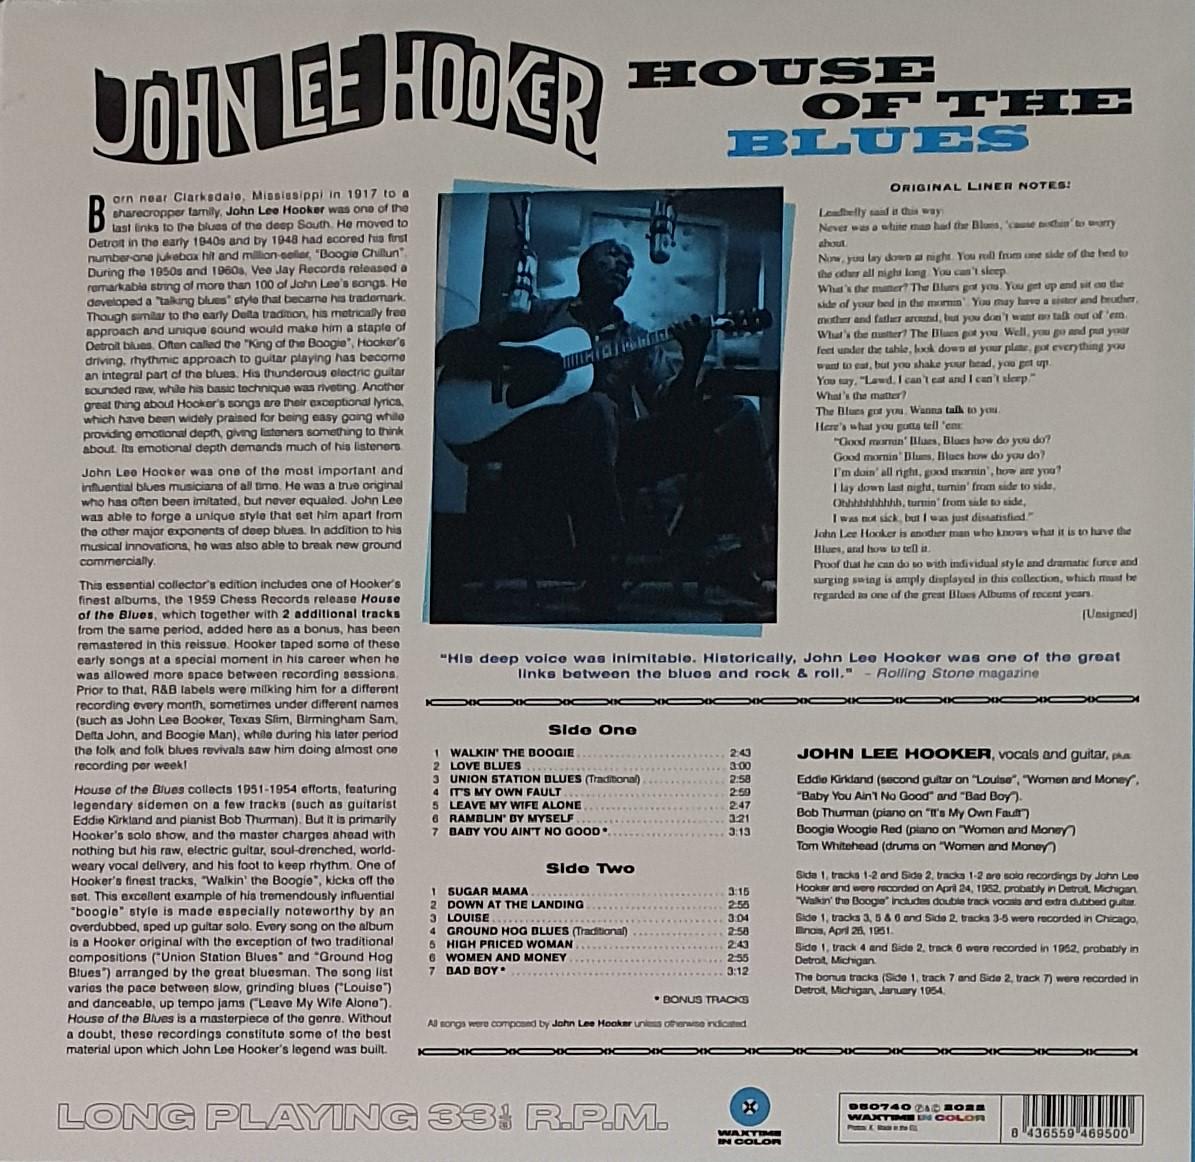 JOHN LEE HOOKER
HOUSE
OF THE
BLUES
Born near Clarksdale, Mississippi in 1917 to a
sharecropper family, John Lee Hooker was one of the
last links to the blues of the deep South. He moved to
Detroit in the early 1940s and by 1948 had scored his first
number-one jukebox hit and million-seller, "Boogie Chillun".
During the 1950s and 1960s, Vee Jay Records released a
remarkable string of more than 100 of John Lee's songs. He
developed a "talking blues" style that became his trademark.
Though similar to the early Delta tradition, his metrically free
approach and unique sound would make him a staple of
Detroit blues. Often called the "King of the Boogie", Hooker's
driving, rhythmic approach to guitar playing has become
an integral part of the blues. His thunderous electric guitar
sounded raw, while his basic technique was riveting. Another
great thing about Hooker's songs are their exceptional lyrics,
which have been widely praised for being easy going while
providing emotional depth, giving listeners something to think
about. Its emotional depth demands much of his listeners.
John Lee Hooker was one of the most important and
influential blues musicians of all time. He was a true original
who has often been imitated, but never equaled. John Lee
was able to forge a unique style that set him apart from
the other major exponents of deep blues. In addition to his
musical innovations, he was also able to break new ground
commercially.
This essential collector's edition includes one of Hooker's
finest albums, the 1959 Chess Records release House
of the Blues, which together with 2 additional tracks
from the same period, added here as a bonus, has been
remastered in this reissue. Hooker taped some of these
early songs at a special moment in his career when he
was allowed more space between recording sessions.
Prior to that, R&B labels were milking him for a different
recording every month, sometimes under different names
(such as John Lee Booker, Texas Slim, Birmingham Sam,
Delta John, and Boogie Man), while during his later period
the folk and folk blues revivals saw him doing almost one
recording per week!
House of the Blues collects 1951-1954 efforts, featuring
legendary sidemen on a few tracks (such as guitarist
Eddie Kirkland and pianist Bob Thurman). But it is primarily
Hooker's solo show, and the master charges ahead with
nothing but his raw, electric guitar, soul-drenched, world-
weary vocal delivery, and his foot to keep rhythm. One of
Hooker's finest tracks, "Walkin' the Boogie", kicks off the
set. This excellent example of his tremendously influential
"boogie" style is made especially noteworthy by an
overdubbed, sped up guitar solo. Every song on the album
is a Hooker original with the exception of two traditional
compositions ("Union Station Blues" and "Ground Hog
Blues") arranged by the great bluesman. The song list
varies the pace between slow, grinding blues ("Louise")
and danceable, up tempo jams ("Leave My Wife Alone").
House of the Blues is a masterpiece of the genre. Without
a doubt, these recordings constitute some of the best
material upon which John Lee Hooker's legend was built.
ORIGINAL LINER NOTES:
Leadbelly said it this way:
Never was a white man had the Blues, 'cause nothin' to worry
about.
Now, you lay down at night. You roll from one side of the bed to
the other all night long. You can't sleep.
What's the matter? The Blues got you. You get up and sit on the
side of your bed in the mornin'. You may have a sister and brother,
mother and father around, but you don't want no talk out of 'em.
What's the matter? The Blues got you. Well, you go and put your
feet under the table, look down at your plate, got everything you
want to eat, but you shake your head, you get up.
You say, "Lawd, I can't eat and I can't sleep."
What's the matter?
The Blues got you. Wanna talk to you.
Here's what you gotta tell 'em:
"Good mornin' Blues, Blues how do you do?
Good mornin' Blues, Blues how do you do?
I'm doin' all right, good mornin', how are you?
I lay down last night, turnin' from side to side,
Ohhhhhhhhhh, turnin' from side to side,
I was not sick, but I was just dissatisfied."
John Lee Hooker is another man who knows what it is to have the
Blues, and how to tell it.
Proof that he can do so with individual style and dramatic force and
surging swing is amply displayed in this collection, which must be
regarded as one of the great Blues Albums of recent years.
[Unsigned]
"His deep voice was inimitable. Historically, John Lee Hooker was one of the great
links between the blues and rock & roll." – Rolling Stone magazine
Side One
1 WALKIN' THE BOOGIE 2:43
2 LOVE BLUES 3:00
3 UNION STATION BLUES (Traditional) 2:58
4 IT'S MY OWN FAULT 2:59
5 LEAVE MY WIFE ALONE 2:47
6 RAMBLIN' BY MYSELF 3:21
7 BABY YOU AIN'T NO GOOD * 3:13
Side Two
1 SUGAR MAMA 3:15
2 DOWN AT THE LANDING 2:55
3 LOUISE 3:04
4 GROUND HOG BLUES (Traditional) 2:58
5 HIGH PRICED WOMAN 2:43
6 WOMEN AND MONEY 2:55
7 BAD BOY * 3:12
* BONUS TRACKS
All songs were composed by John Lee Hooker unless otherwise indicated.
JOHN LEE HOOKER, vocals and guitar, plus:
Eddie Kirkland (second guitar on "Louise", "Women and Money",
"Baby You Ain't No Good" and "Bad Boy").
Bob Thurman (piano on "It's My Own Fault")
Boogie Woogie Red (piano on "Women and Money")
Tom Whitehead (drums on "Women and Money")
Side 1, tracks 1-2 and Side 2, tracks 1-2 are solo recordings by John Lee
Hooker and were recorded on April 24, 1952, probably in Detroit, Michigan.
"Walkin' the Boogie" includes double track vocals and extra dubbed guitar.
Side 1, tracks 3, 5 & 6 and Side 2, tracks 3-5 were recorded in Chicago,
Illinois, April 26, 1951.
Side 1, track 4 and Side 2, track 6 were recorded in 1952, probably in
Detroit, Michigan.
The bonus tracks (Side 1, track 7 and Side 2, track 7) were recorded in
Detroit, Michigan, January 1954.
LONG PLAYING 33⅓ R.P.M.
WAXTIME
IN COLOR
950740 ℗&© 2022
WAXTIME IN COLOR
Made in the EU.
8 436559 469500